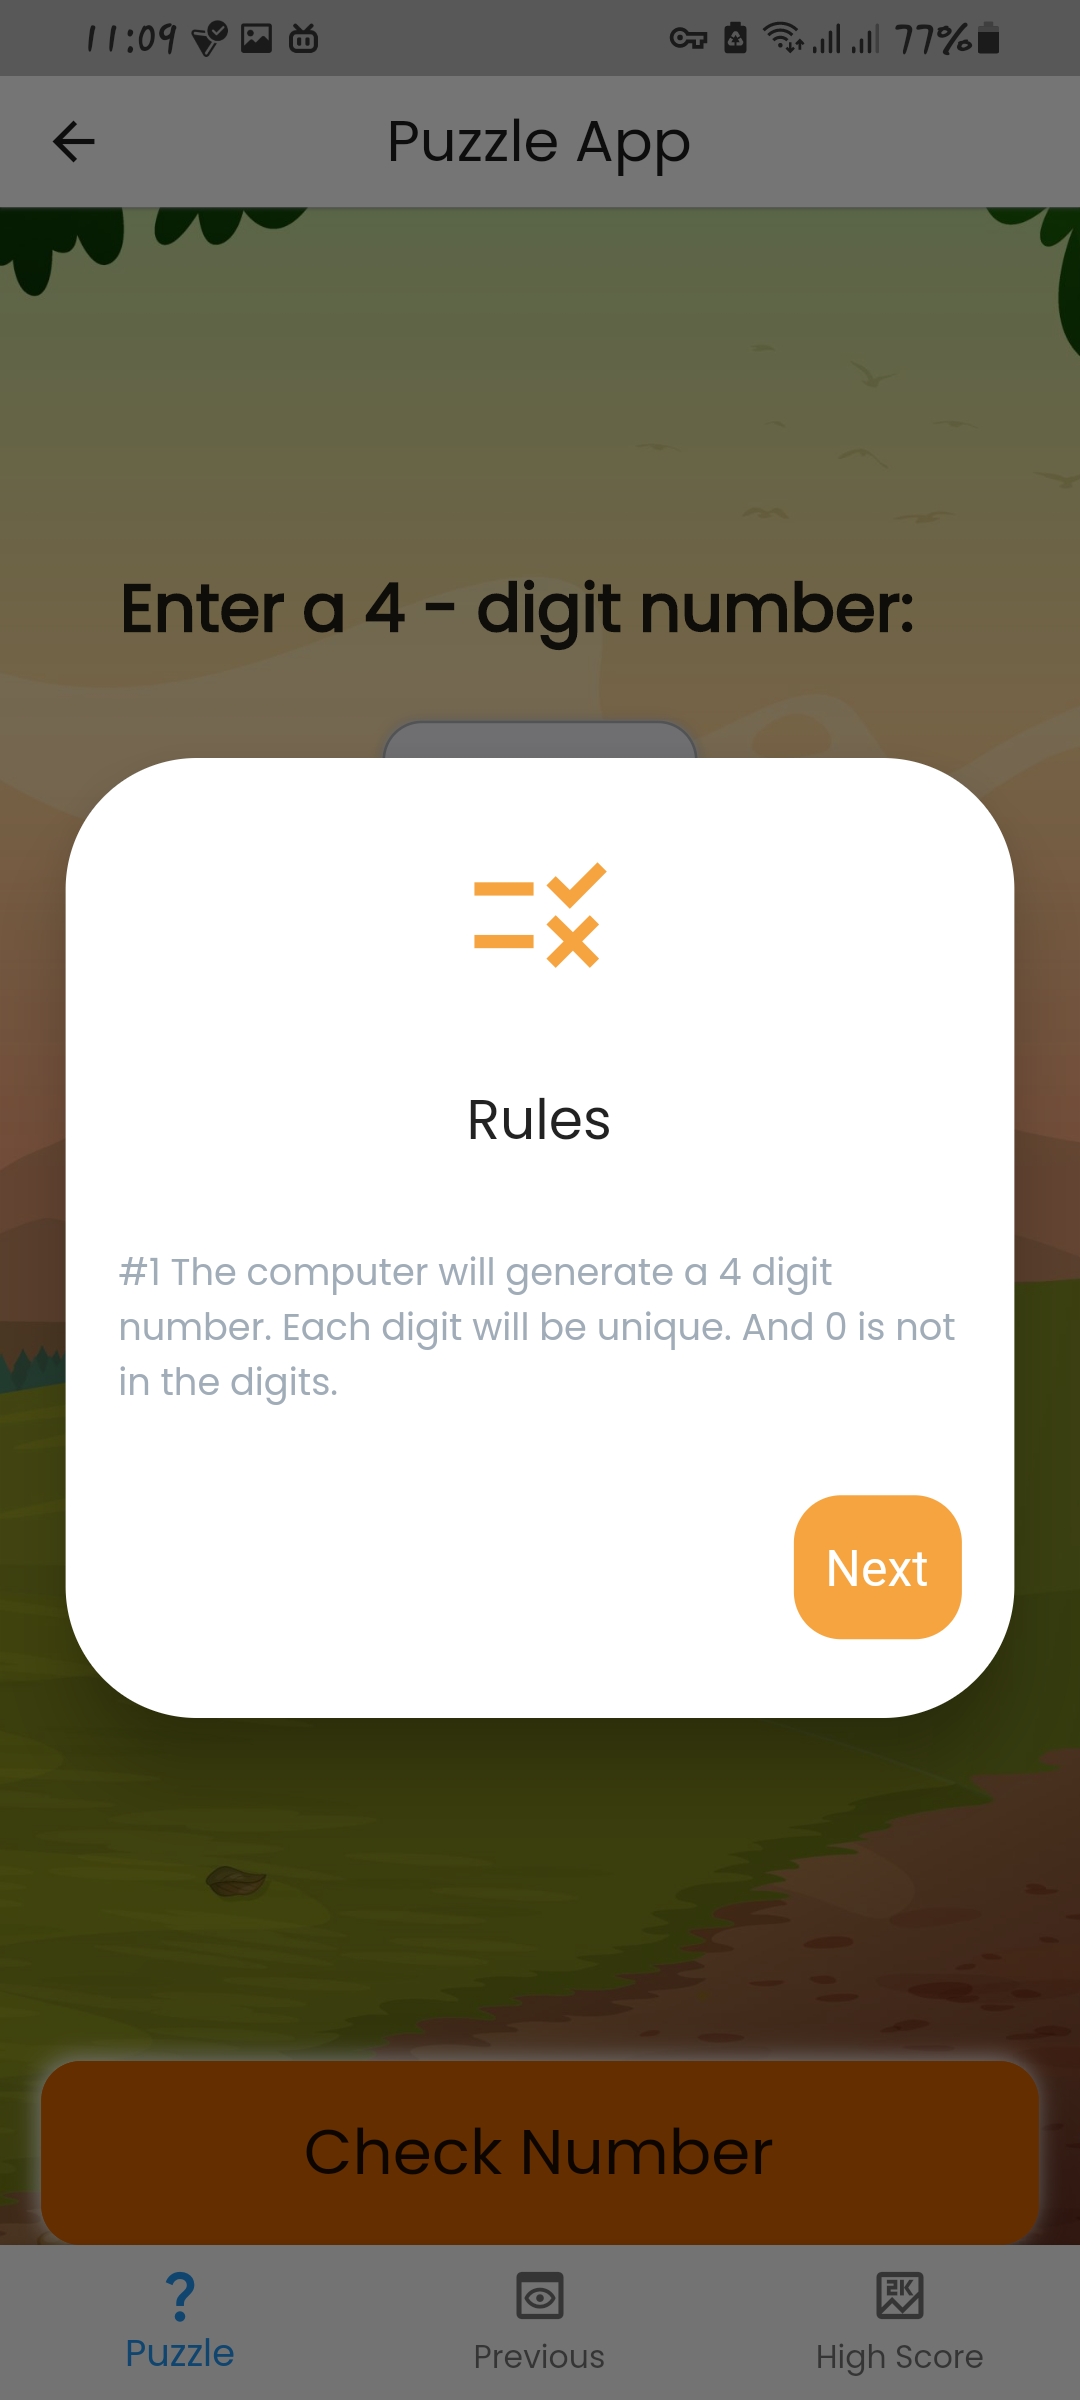 11:09 77%
Puzzle App
Enter a 4 - digit number:
Rules
#1 The computer will generate a 4 digit
number. Each digit will be unique. And 0 is not
in the digits.
Next
Check Number
2K
Puzzle Previous High Score